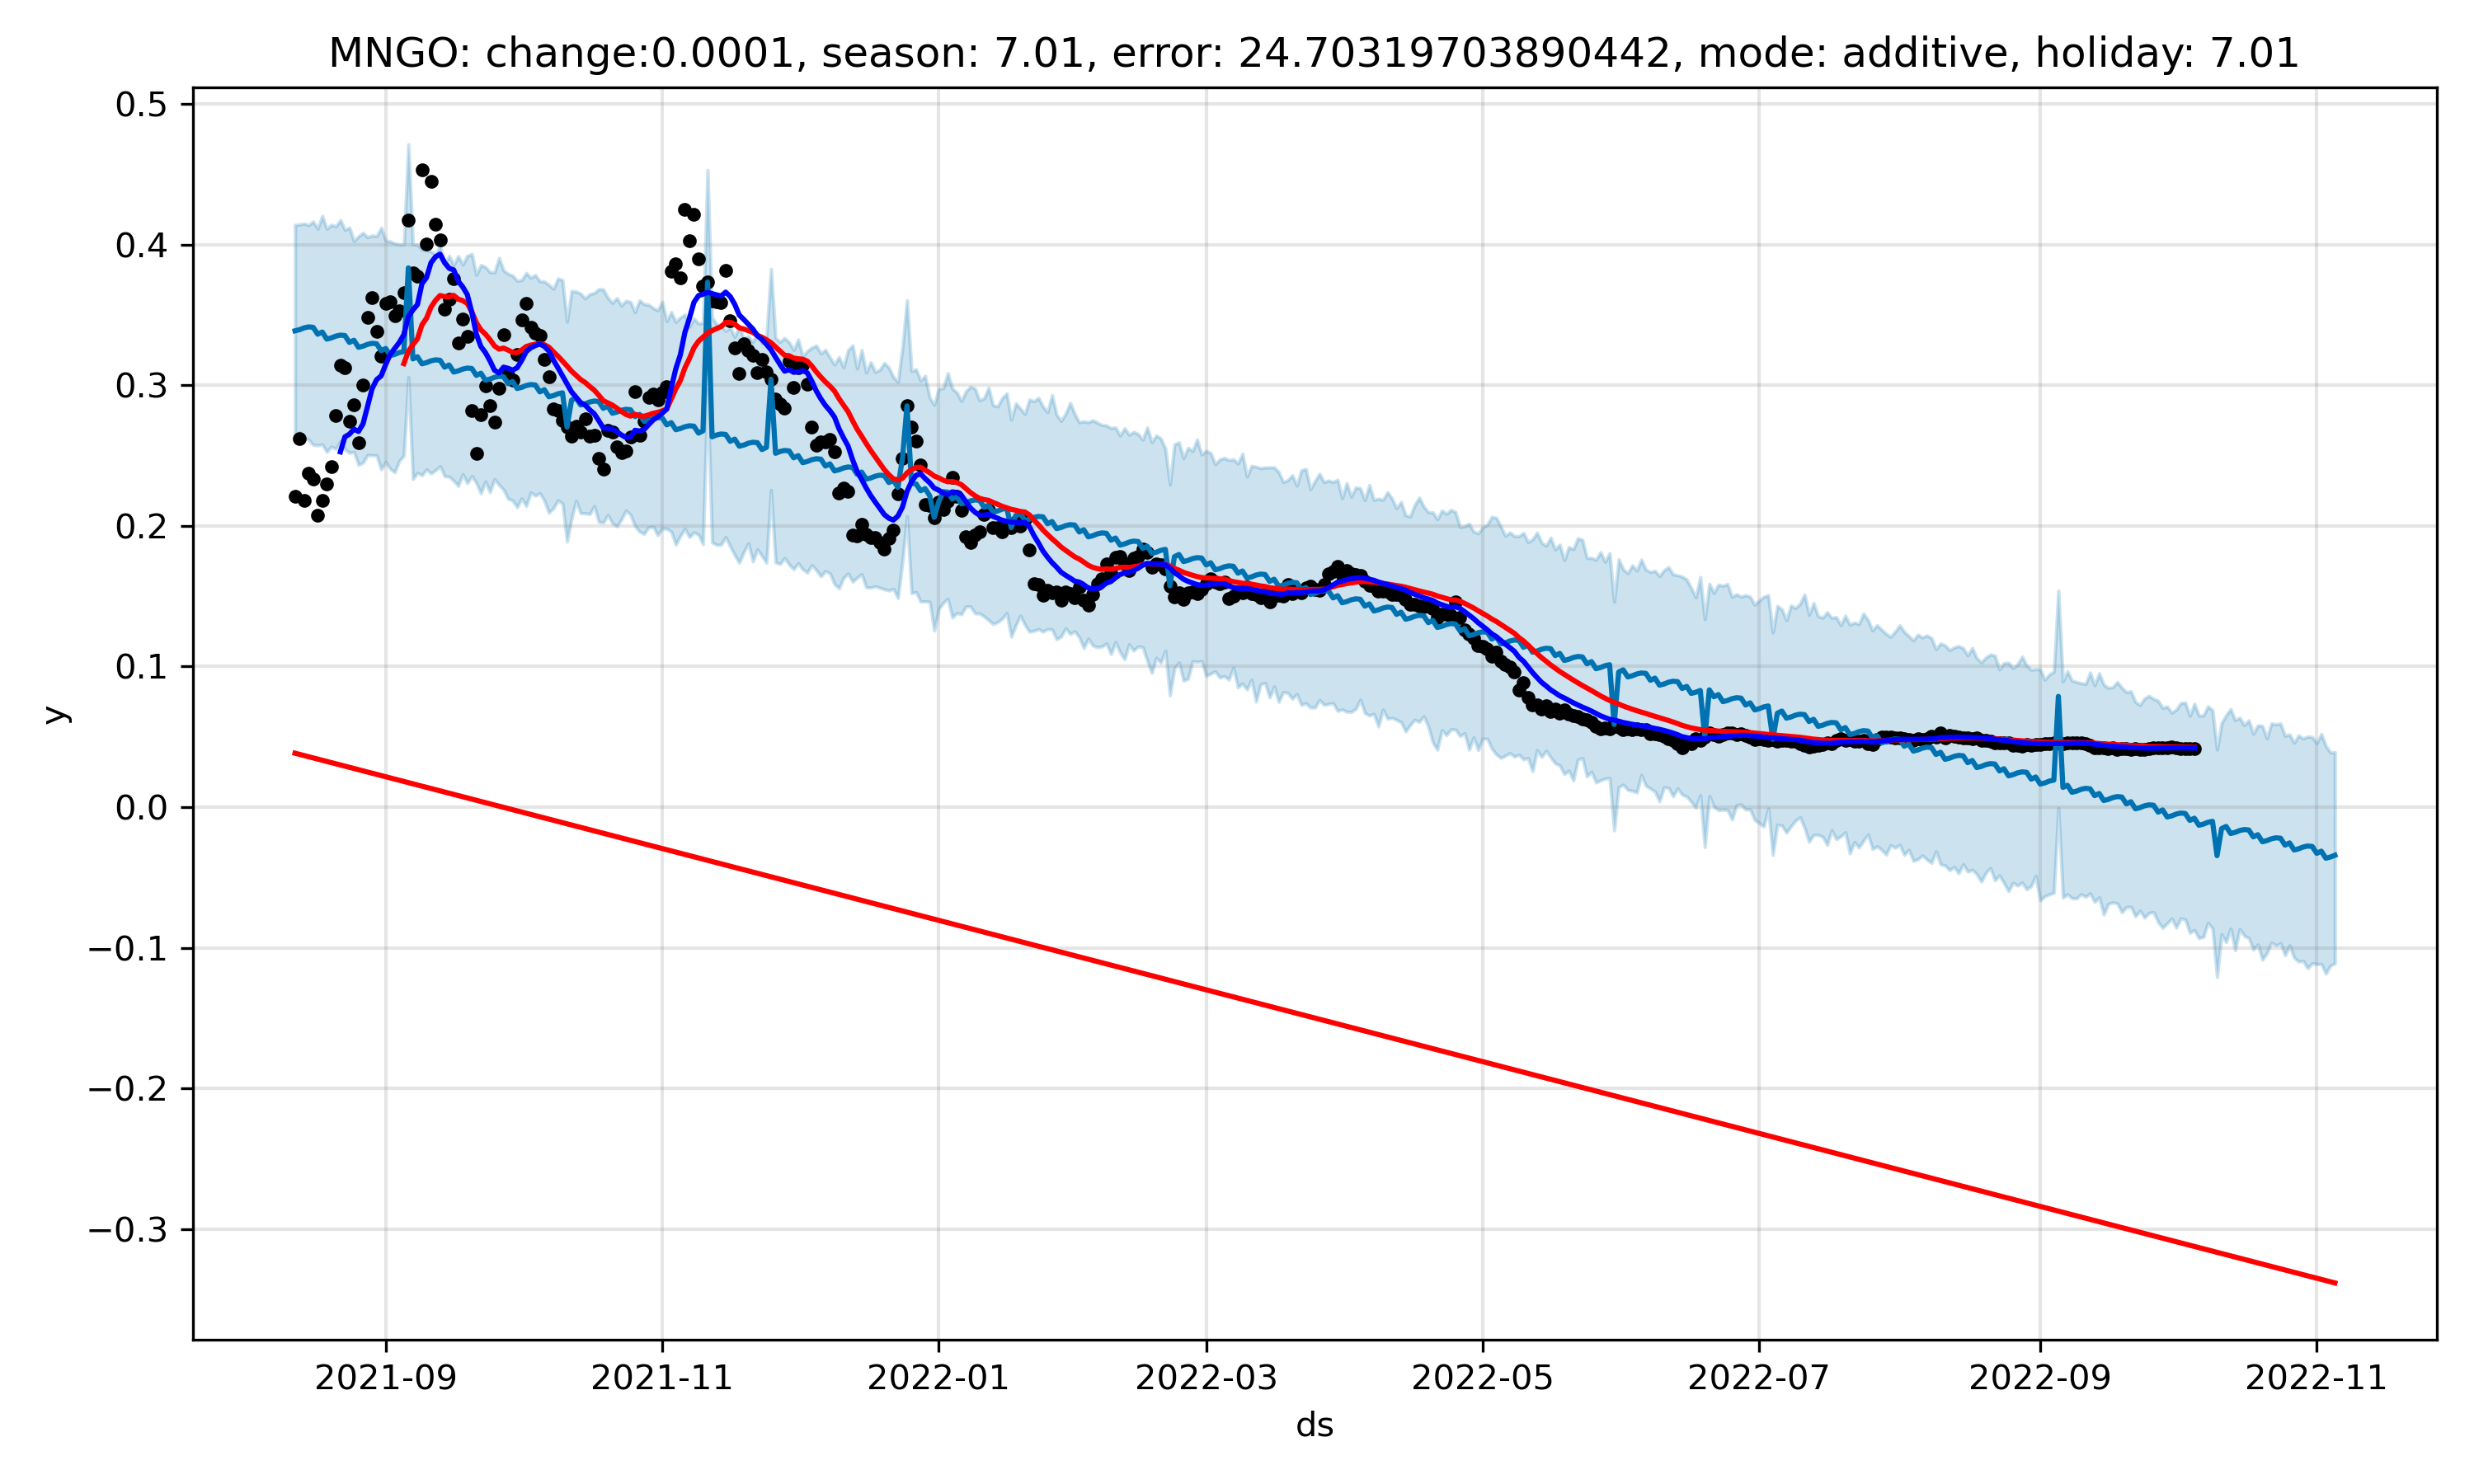 MNGO: change:0.0001, season: 7.01, error: 24.70319703890442, mode: additive, holiday: 7.01
0.5
0.4
0.3
0.2
0.1
0.0
−0.1
−0.2
−0.3
y
2021-09 2021-11 2022-01 2022-03 2022-05 2022-07 2022-09 2022-11
ds